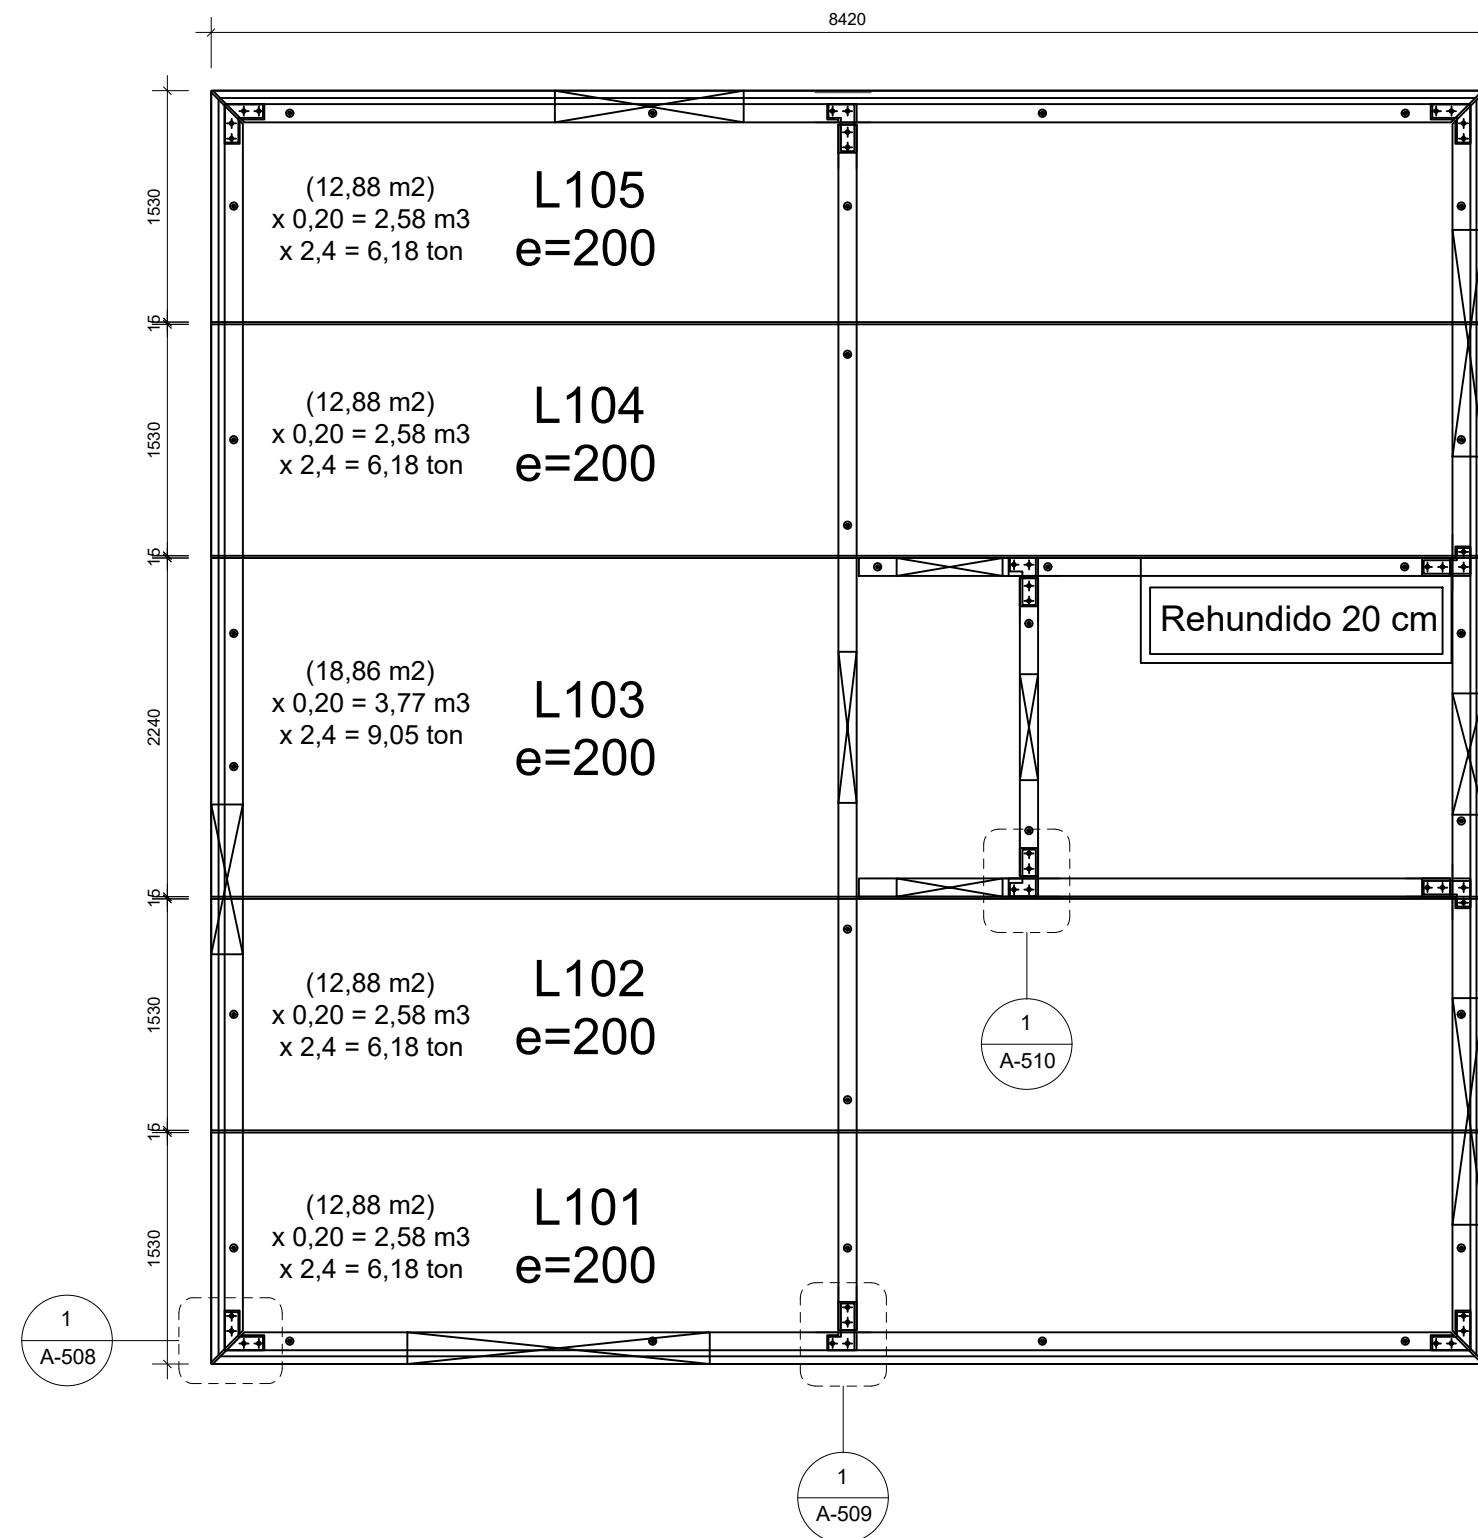 8420
1530
(12,88 m2)
x 0,20 = 2,58 m3
x 2,4 = 6,18 ton
L105
e=200
15
1530
(12,88 m2)
x 0,20 = 2,58 m3
x 2,4 = 6,18 ton
L104
e=200
15
Rehundido 20 cm
2240
(18,86 m2)
x 0,20 = 3,77 m3
x 2,4 = 9,05 ton
L103
e=200
15
1530
(12,88 m2)
x 0,20 = 2,58 m3
x 2,4 = 6,18 ton
L102
e=200
1
A-510
15
1530
(12,88 m2)
x 0,20 = 2,58 m3
x 2,4 = 6,18 ton
L101
e=200
1
A-508
1
A-509